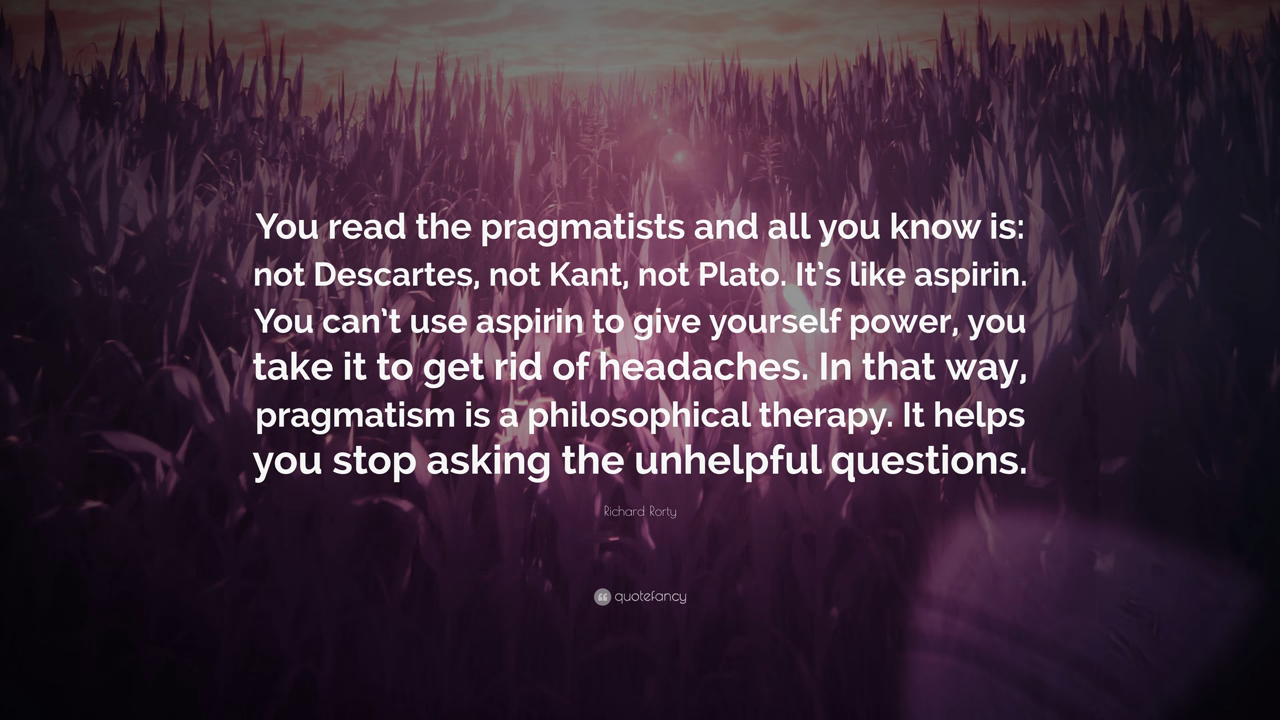 You read the pragmatists and all you know is:
not Descartes, not Kant, not Plato. It’s like aspirin.
You can’t use aspirin to give yourself power, you
take it to get rid of headaches. In that way,
pragmatism is a philosophical therapy. It helps
you stop asking the unhelpful questions.
Richard Rorty
quotefancy